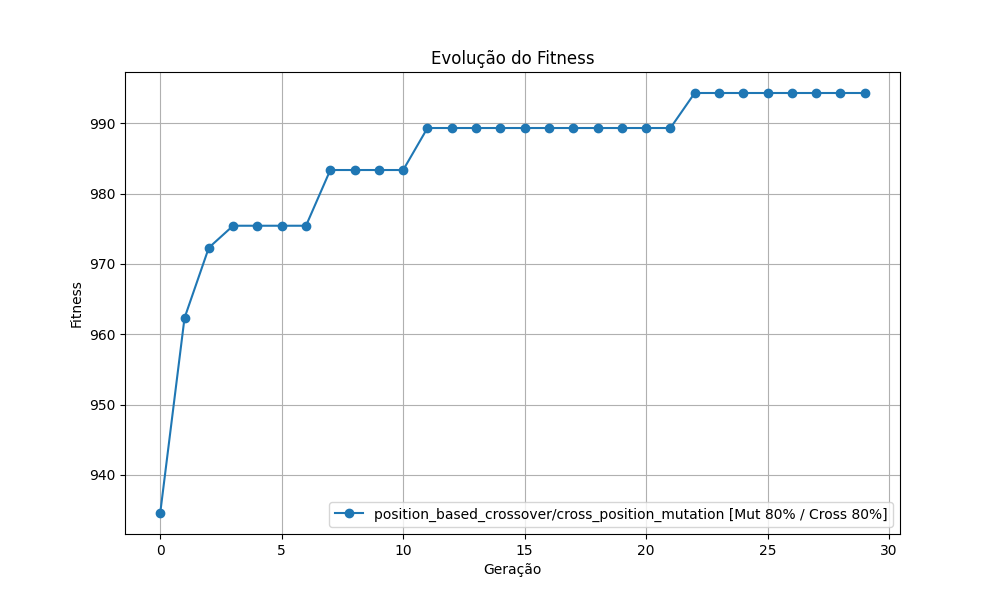 Evolução do Fitness
Fitness
990
980
970
960
950
940
position_based_crossover/cross_position_mutation [Mut 80% / Cross 80%]
0 5 10 15 20 25 30
Geração